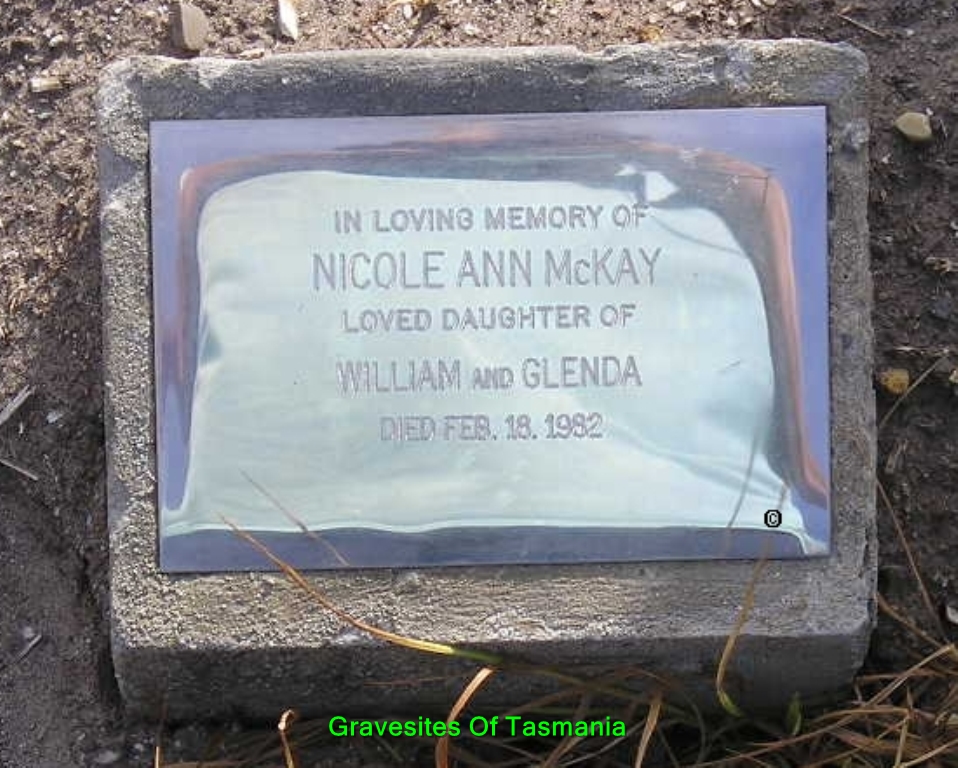 IN LOVING MEMORY OF
NICOLE ANN McKAY
LOVED DAUGHTER OF
WILLIAM AND GLENDA
DIED FEB. 18. 1982
©
Gravesites Of Tasmania